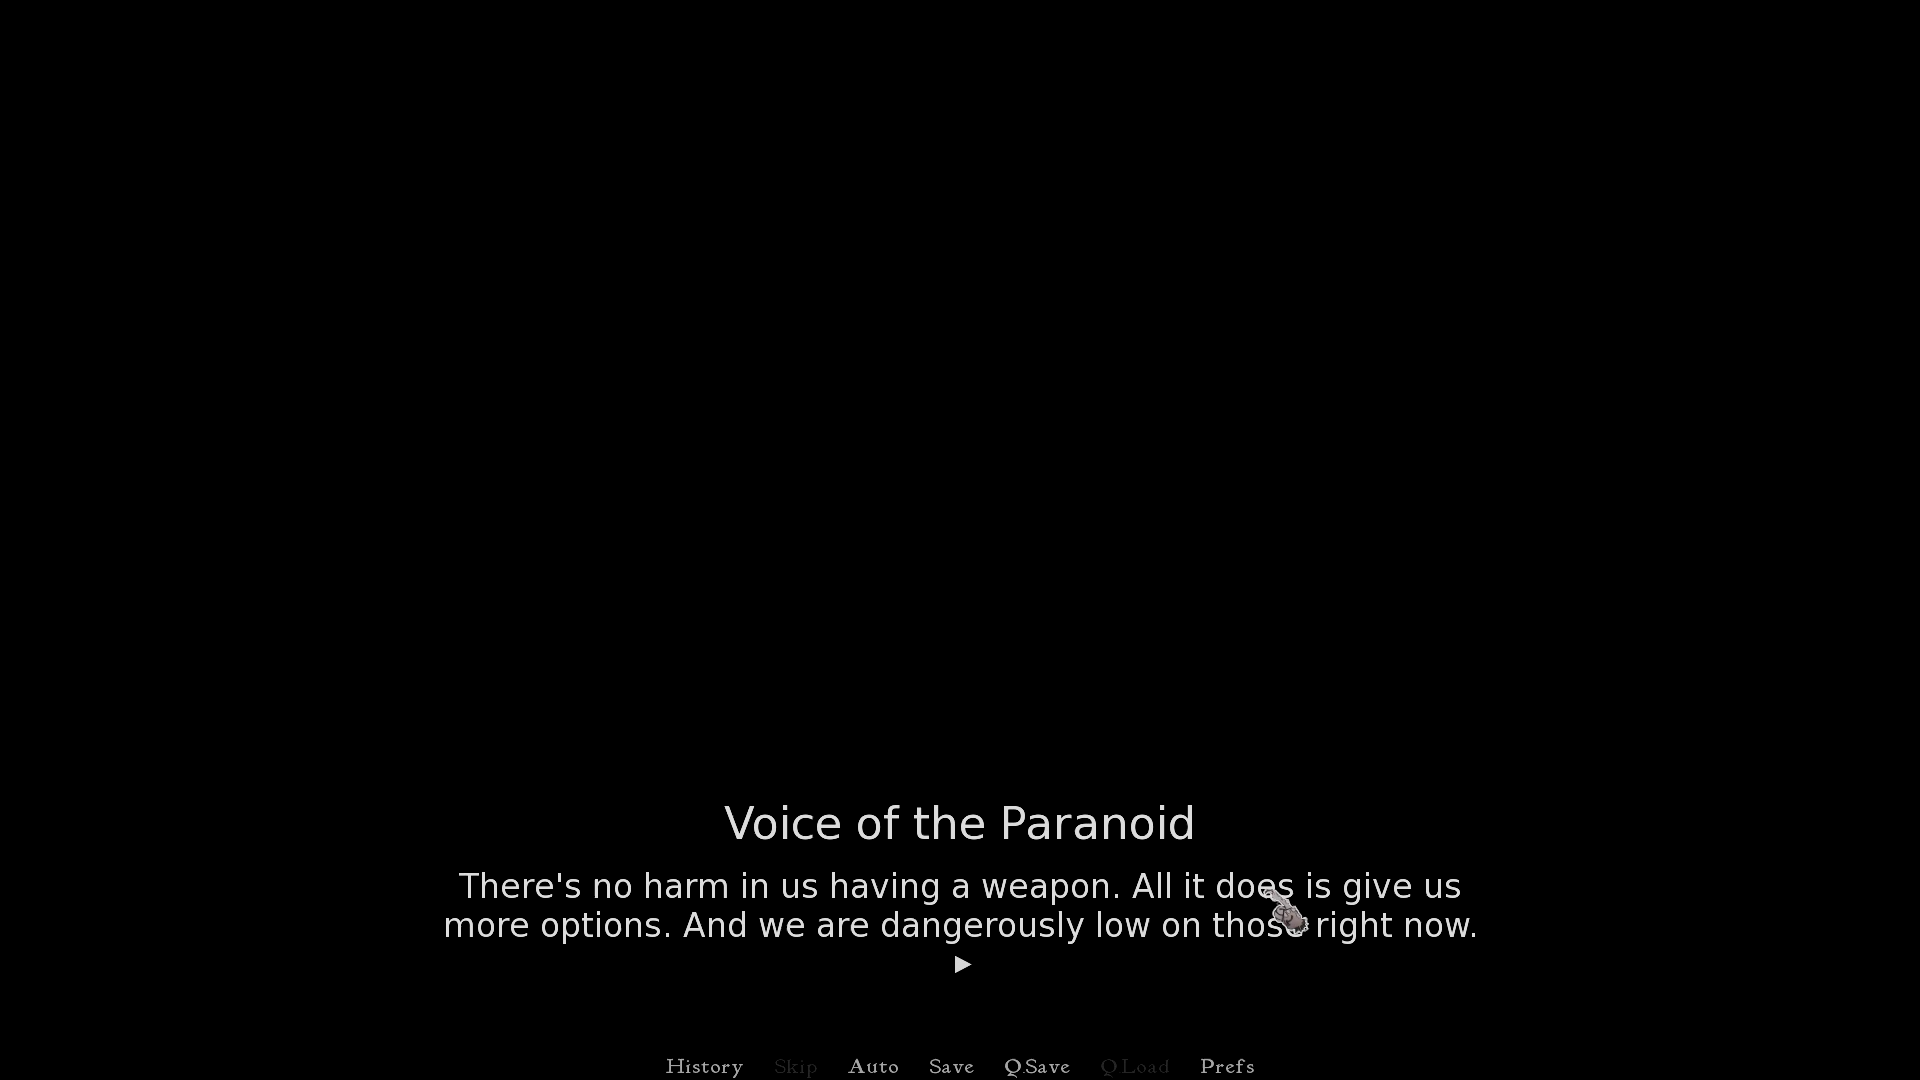 Voice of the Paranoid
There's no harm in us having a weapon. All it does is give us
more options. And we are dangerously low on those right now.
History Skip Auto Save Q.Save Q.Load Prefs